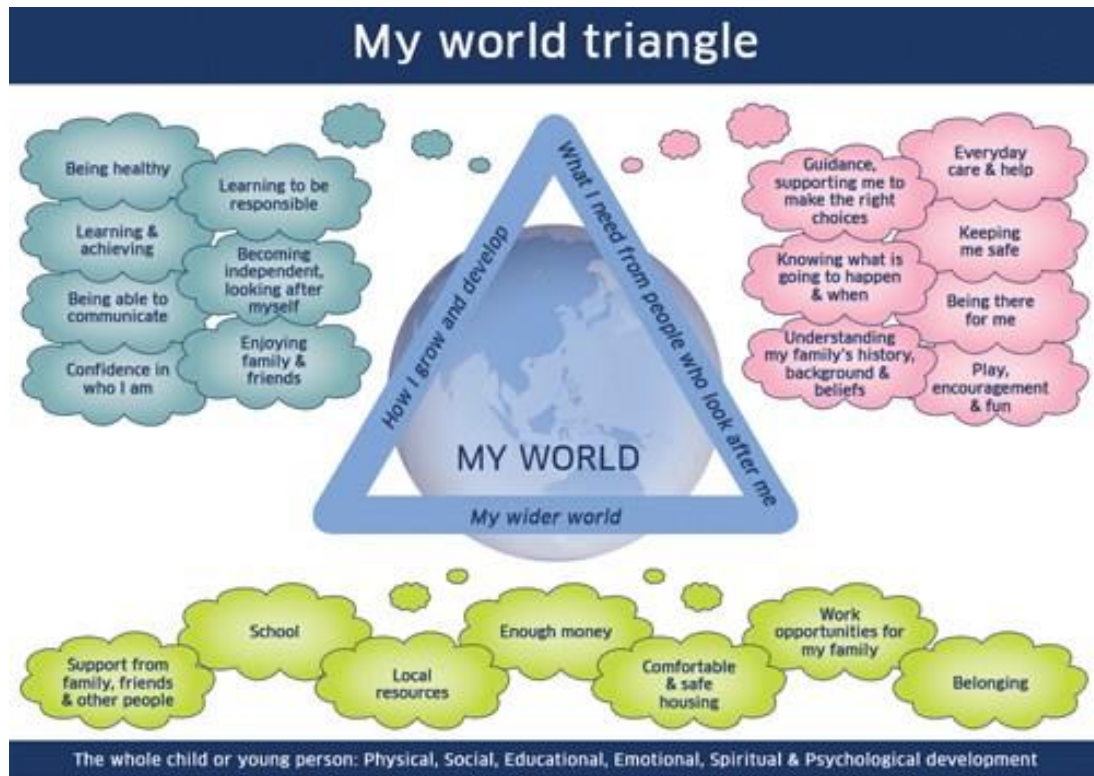 My world triangle
Being healthy
Learning to be
responsible
Learning &
achieving
Becoming
independent,
looking after
myself
Being able to
communicate
Enjoying
family &
friends
Confidence in
who I am
How I grow and develop
What I need from people who look after me
MY WORLD
My wider world
Guidance,
supporting me to
make the right
choices
Everyday
care & help
Knowing what is
going to happen
& when
Keeping
me safe
Being there
for me
Understanding
my family's history,
background &
beliefs
Play,
encouragement
& fun
Support from
family, friends
& other people
School
Local
resources
Enough money
Comfortable
& safe
housing
Work
opportunities for
my family
Belonging
The whole child or young person: Physical, Social, Educational, Emotional, Spiritual & Psychological development